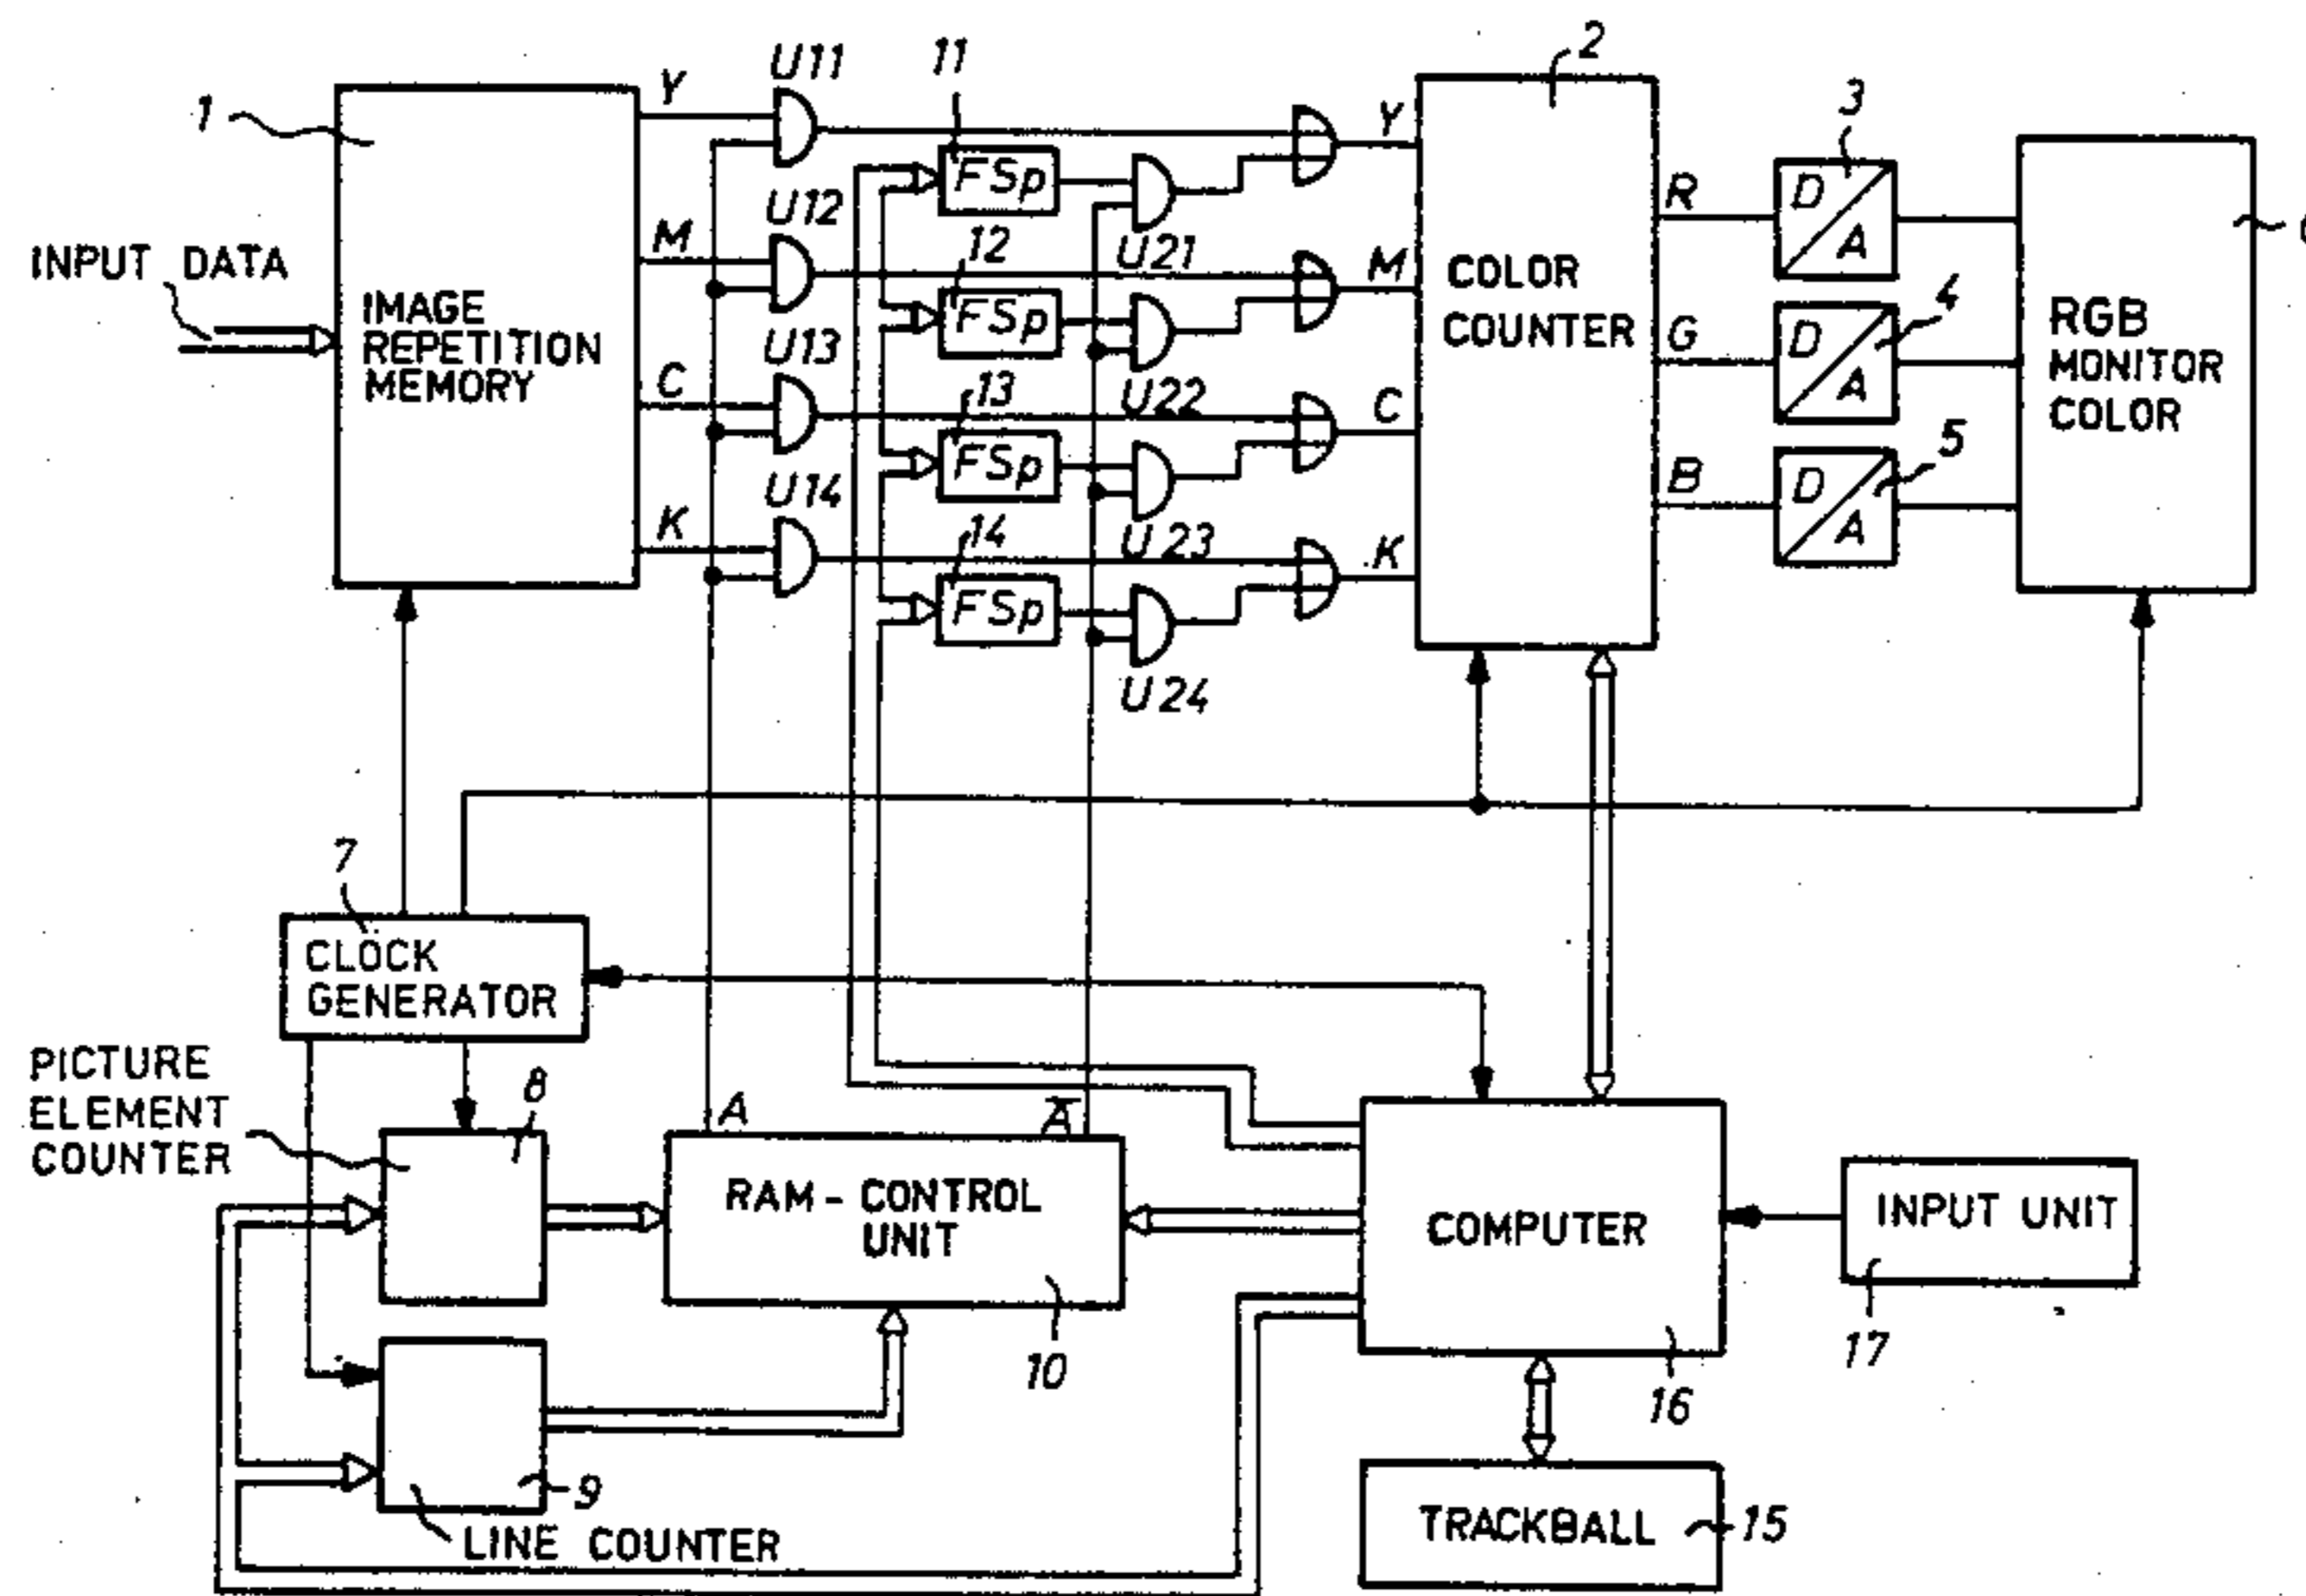 1
INPUT DATA
IMAGE
REPETITION
MEMORY
Y
M
C
K
U11
U12
U13
U14
11
FSp
12
FSp
13
FSp
14
FSp
U21
U22
U23
U24
Y
M
C
K
2
COLOR
COUNTER
R
G
B
3
D
A
4
D
A
5
D
A
RGB
MONITOR
COLOR
7
CLOCK
GENERATOR
PICTURE
ELEMENT
COUNTER
8
A
Ā
RAM - CONTROL
UNIT
10
COMPUTER
16
INPUT UNIT
17
9
LINE COUNTER
TRACKBALL
15